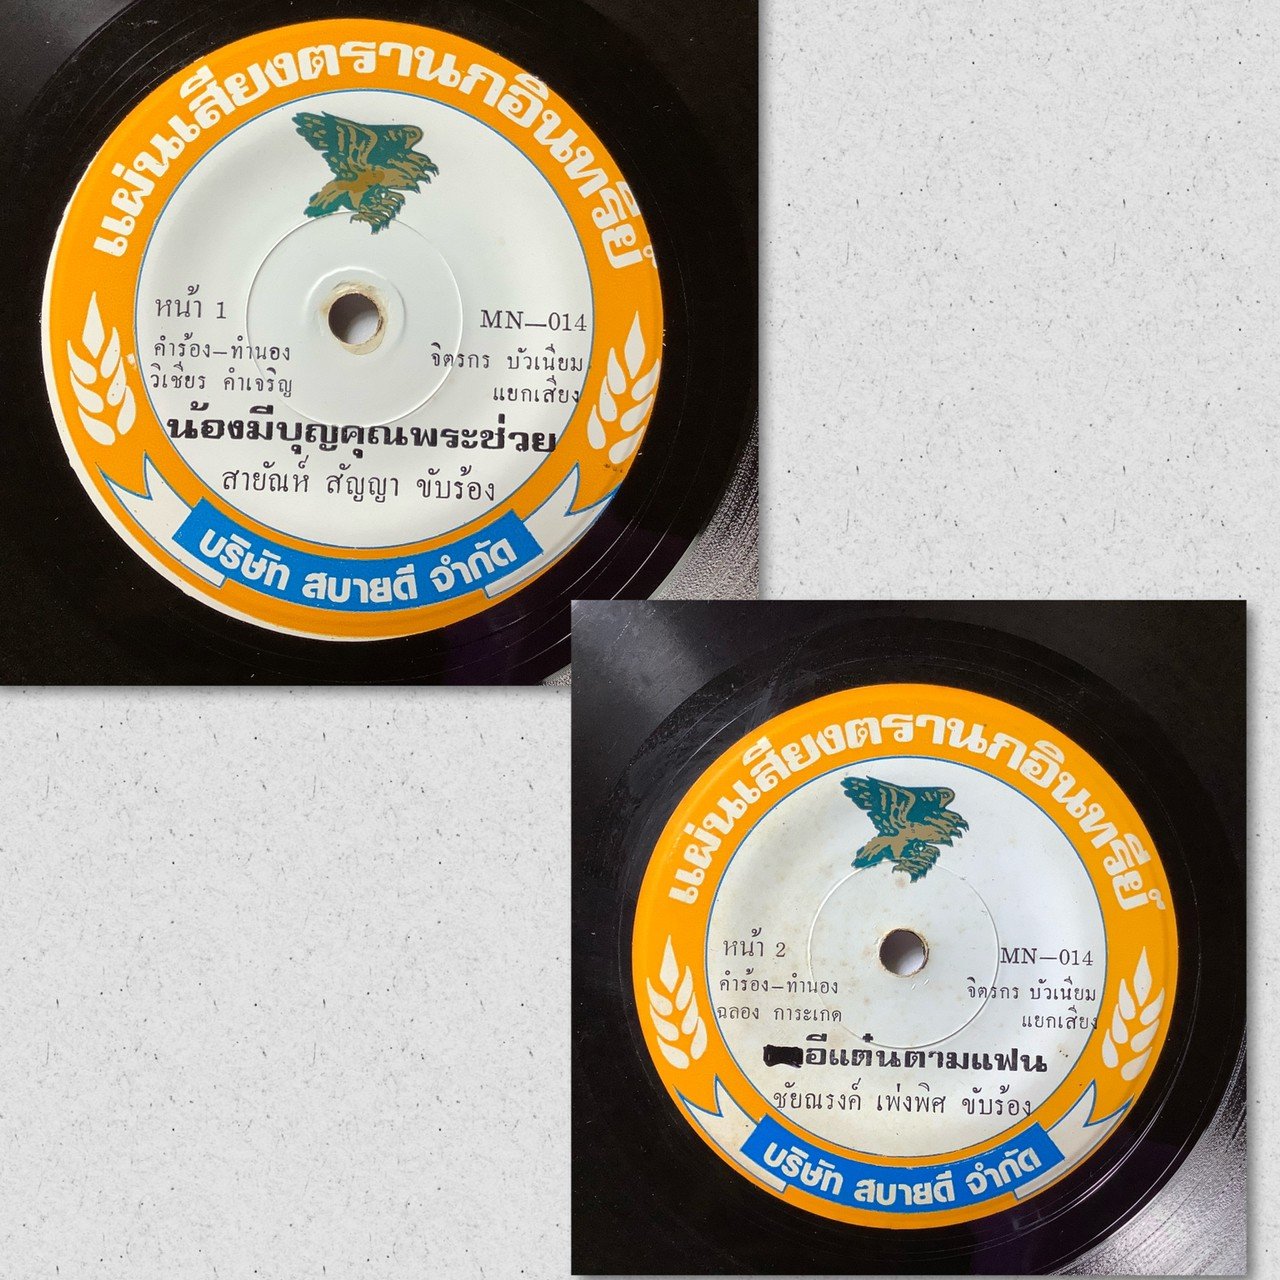 แผ่นเสียงตรานกอินทรีย์
หน้า 1
MN—014
คำร้อง—ทำนอง
จิตรกร บัวเนียม
วิเชียร คำเจริญ
แยกเสียง
น้องมีบุญคุณพระช่วย
สายัณห์ สัญญา ขับร้อง
บริษัท สบายดี จำกัด
แผ่นเสียงตรานกอินทรีย์
หน้า 2
MN—014
คำร้อง—ทำนอง
จิตรกร บัวเนียม
ฉลอง การะเกด
แยกเสียง
อีแต๋นตามแฟน
ชัยณรงค์ เพ่งพิศ ขับร้อง
บริษัท สบายดี จำกัด